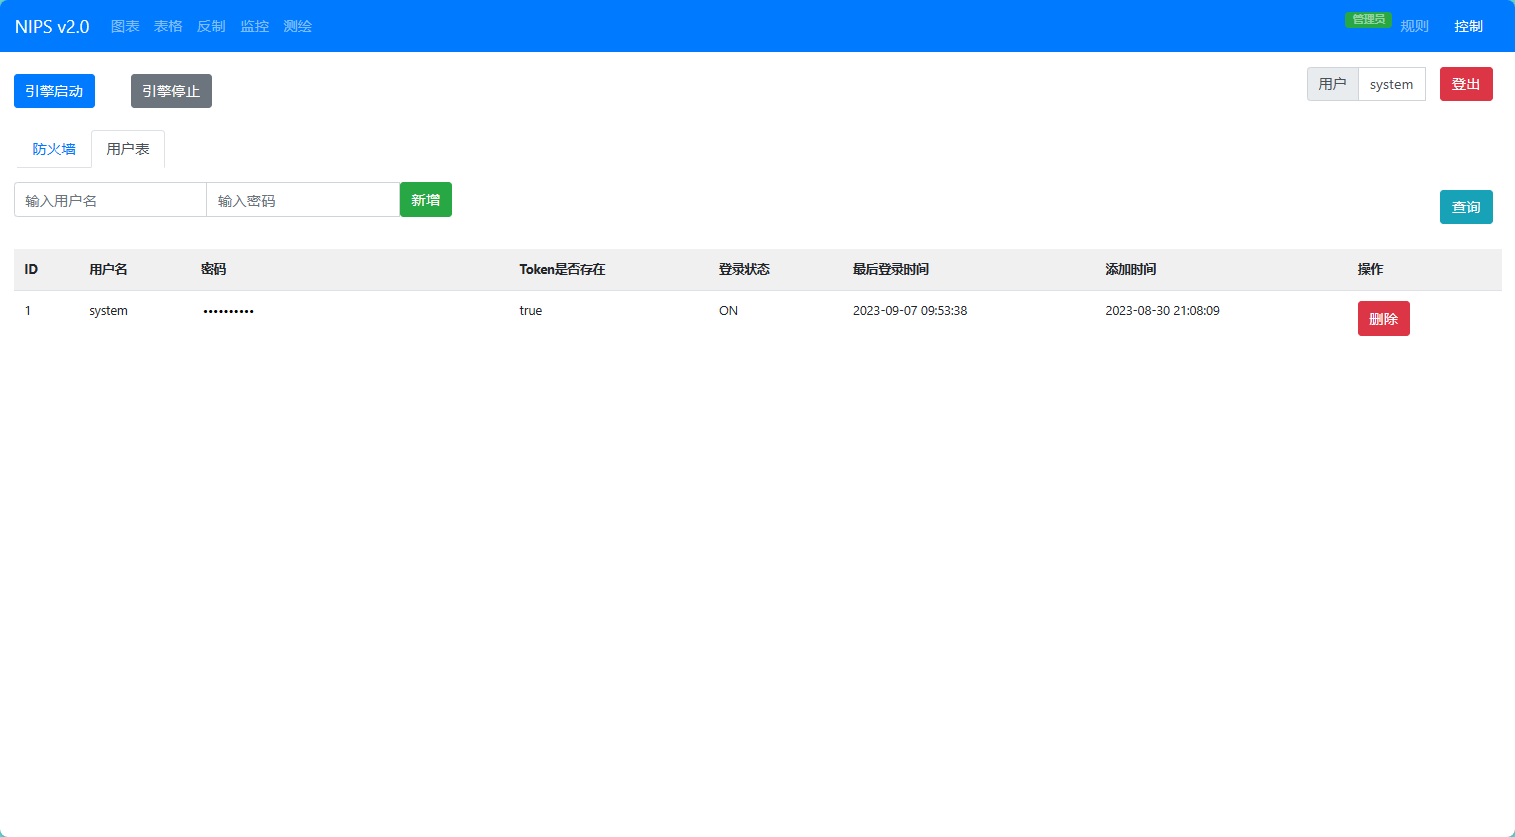 NIPS v2.0 图表 表格 反制 监控 测绘 管理员 规则 控制
引擎启动 引擎停止 用户 system 登出
防火墙 用户表
输入用户名 输入密码 新增 查询
ID 用户名 密码 Token是否存在 登录状态 最后登录时间 添加时间 操作
1 system •••••••••• true ON 2023-09-07 09:53:38 2023-08-30 21:08:09 删除